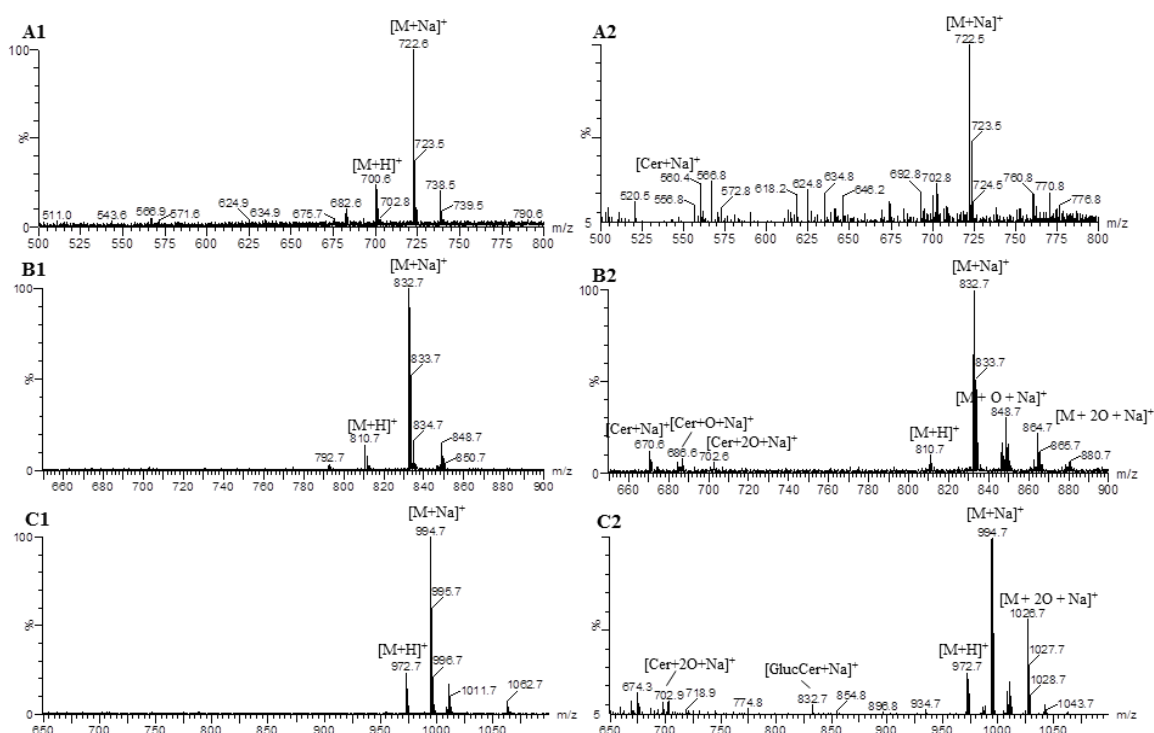 A1
[M+Na]⁺
722.6
100
%
0
723.5
[M+H]⁺
700.6
738.5
702.8
739.5
682.6
511.0
543.6
566.9
571.6
624.9
634.9
675.7
790.6
500 525 550 575 600 625 650 675 700 725 750 775 800 m/z
A2
[M+Na]⁺
722.5
%
5
723.5
[Cer+Na]⁺
560.4
566.8
520.5
556.8
572.8
618.2
624.8
634.8
646.2
692.8
702.8
724.5
760.8
770.8
776.8
500 525 550 575 600 625 650 675 700 725 750 775 800 m/z
B1
[M+Na]⁺
832.7
100
%
0
833.7
[M+H]⁺
810.7
834.7
848.7
850.7
792.7
660 680 700 720 740 760 780 800 820 840 860 880 900 m/z
B2
[M+Na]⁺
832.7
100
%
0
833.7
[M + O + Na]⁺
848.7
[M + 2O + Na]⁺
864.7
865.7
880.7
[Cer+Na]⁺
670.6
[Cer+O+Na]⁺
686.6
[Cer+2O+Na]⁺
702.6
[M+H]⁺
810.7
660 680 700 720 740 760 780 800 820 840 860 880 900 m/z
C1
[M+Na]⁺
994.7
100
%
0
995.7
[M+H]⁺
972.7
996.7
1011.7
1062.7
650 700 750 800 850 900 950 1000 1050 m/z
C2
[M+Na]⁺
994.7
%
5
[M + 2O + Na]⁺
1026.7
[M+H]⁺
972.7
1027.7
1028.7
1043.7
[Cer+2O+Na]⁺
674.3
702.9
718.9
[GlucCer+Na]⁺
774.8
832.7
854.8
896.8
934.7
650 700 750 800 850 900 950 1000 1050 m/z